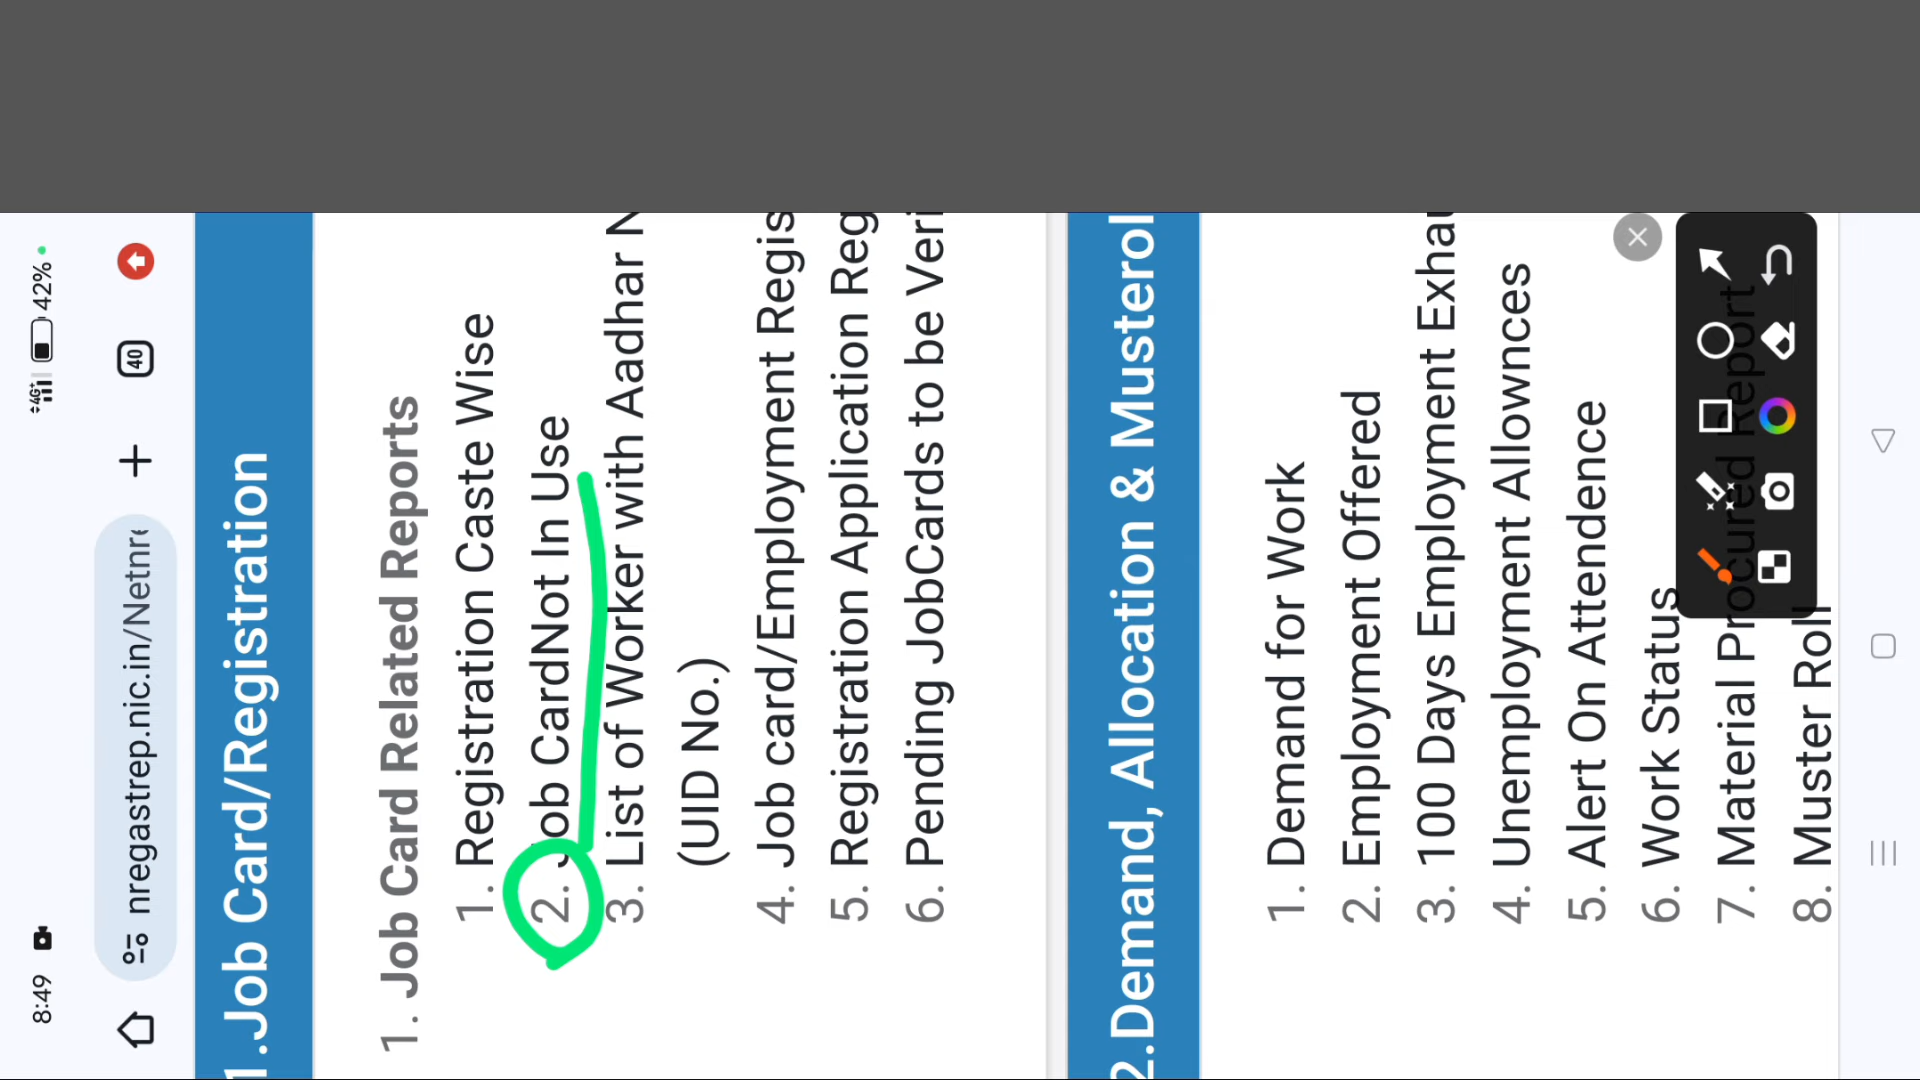 8:49 4G+ 42%
nregastrep.nic.in/Netnr
40
1.Job Card/Registration
1. Job Card Related Reports
1. Registration Caste Wise
2. Job CardNot In Use
3. List of Worker with Aadhar
(UID No.)
4. Job card/Employment Regis
5. Registration Application Reg
6. Pending JobCards to be Veri
2.Demand, Allocation & Musterol
1. Demand for Work
2. Employment Offered
3. 100 Days Employment Exhau
4. Unemployment Allownces
5. Alert On Attendence
6. Work Status
7. Material Procured Report
8. Muster Roll